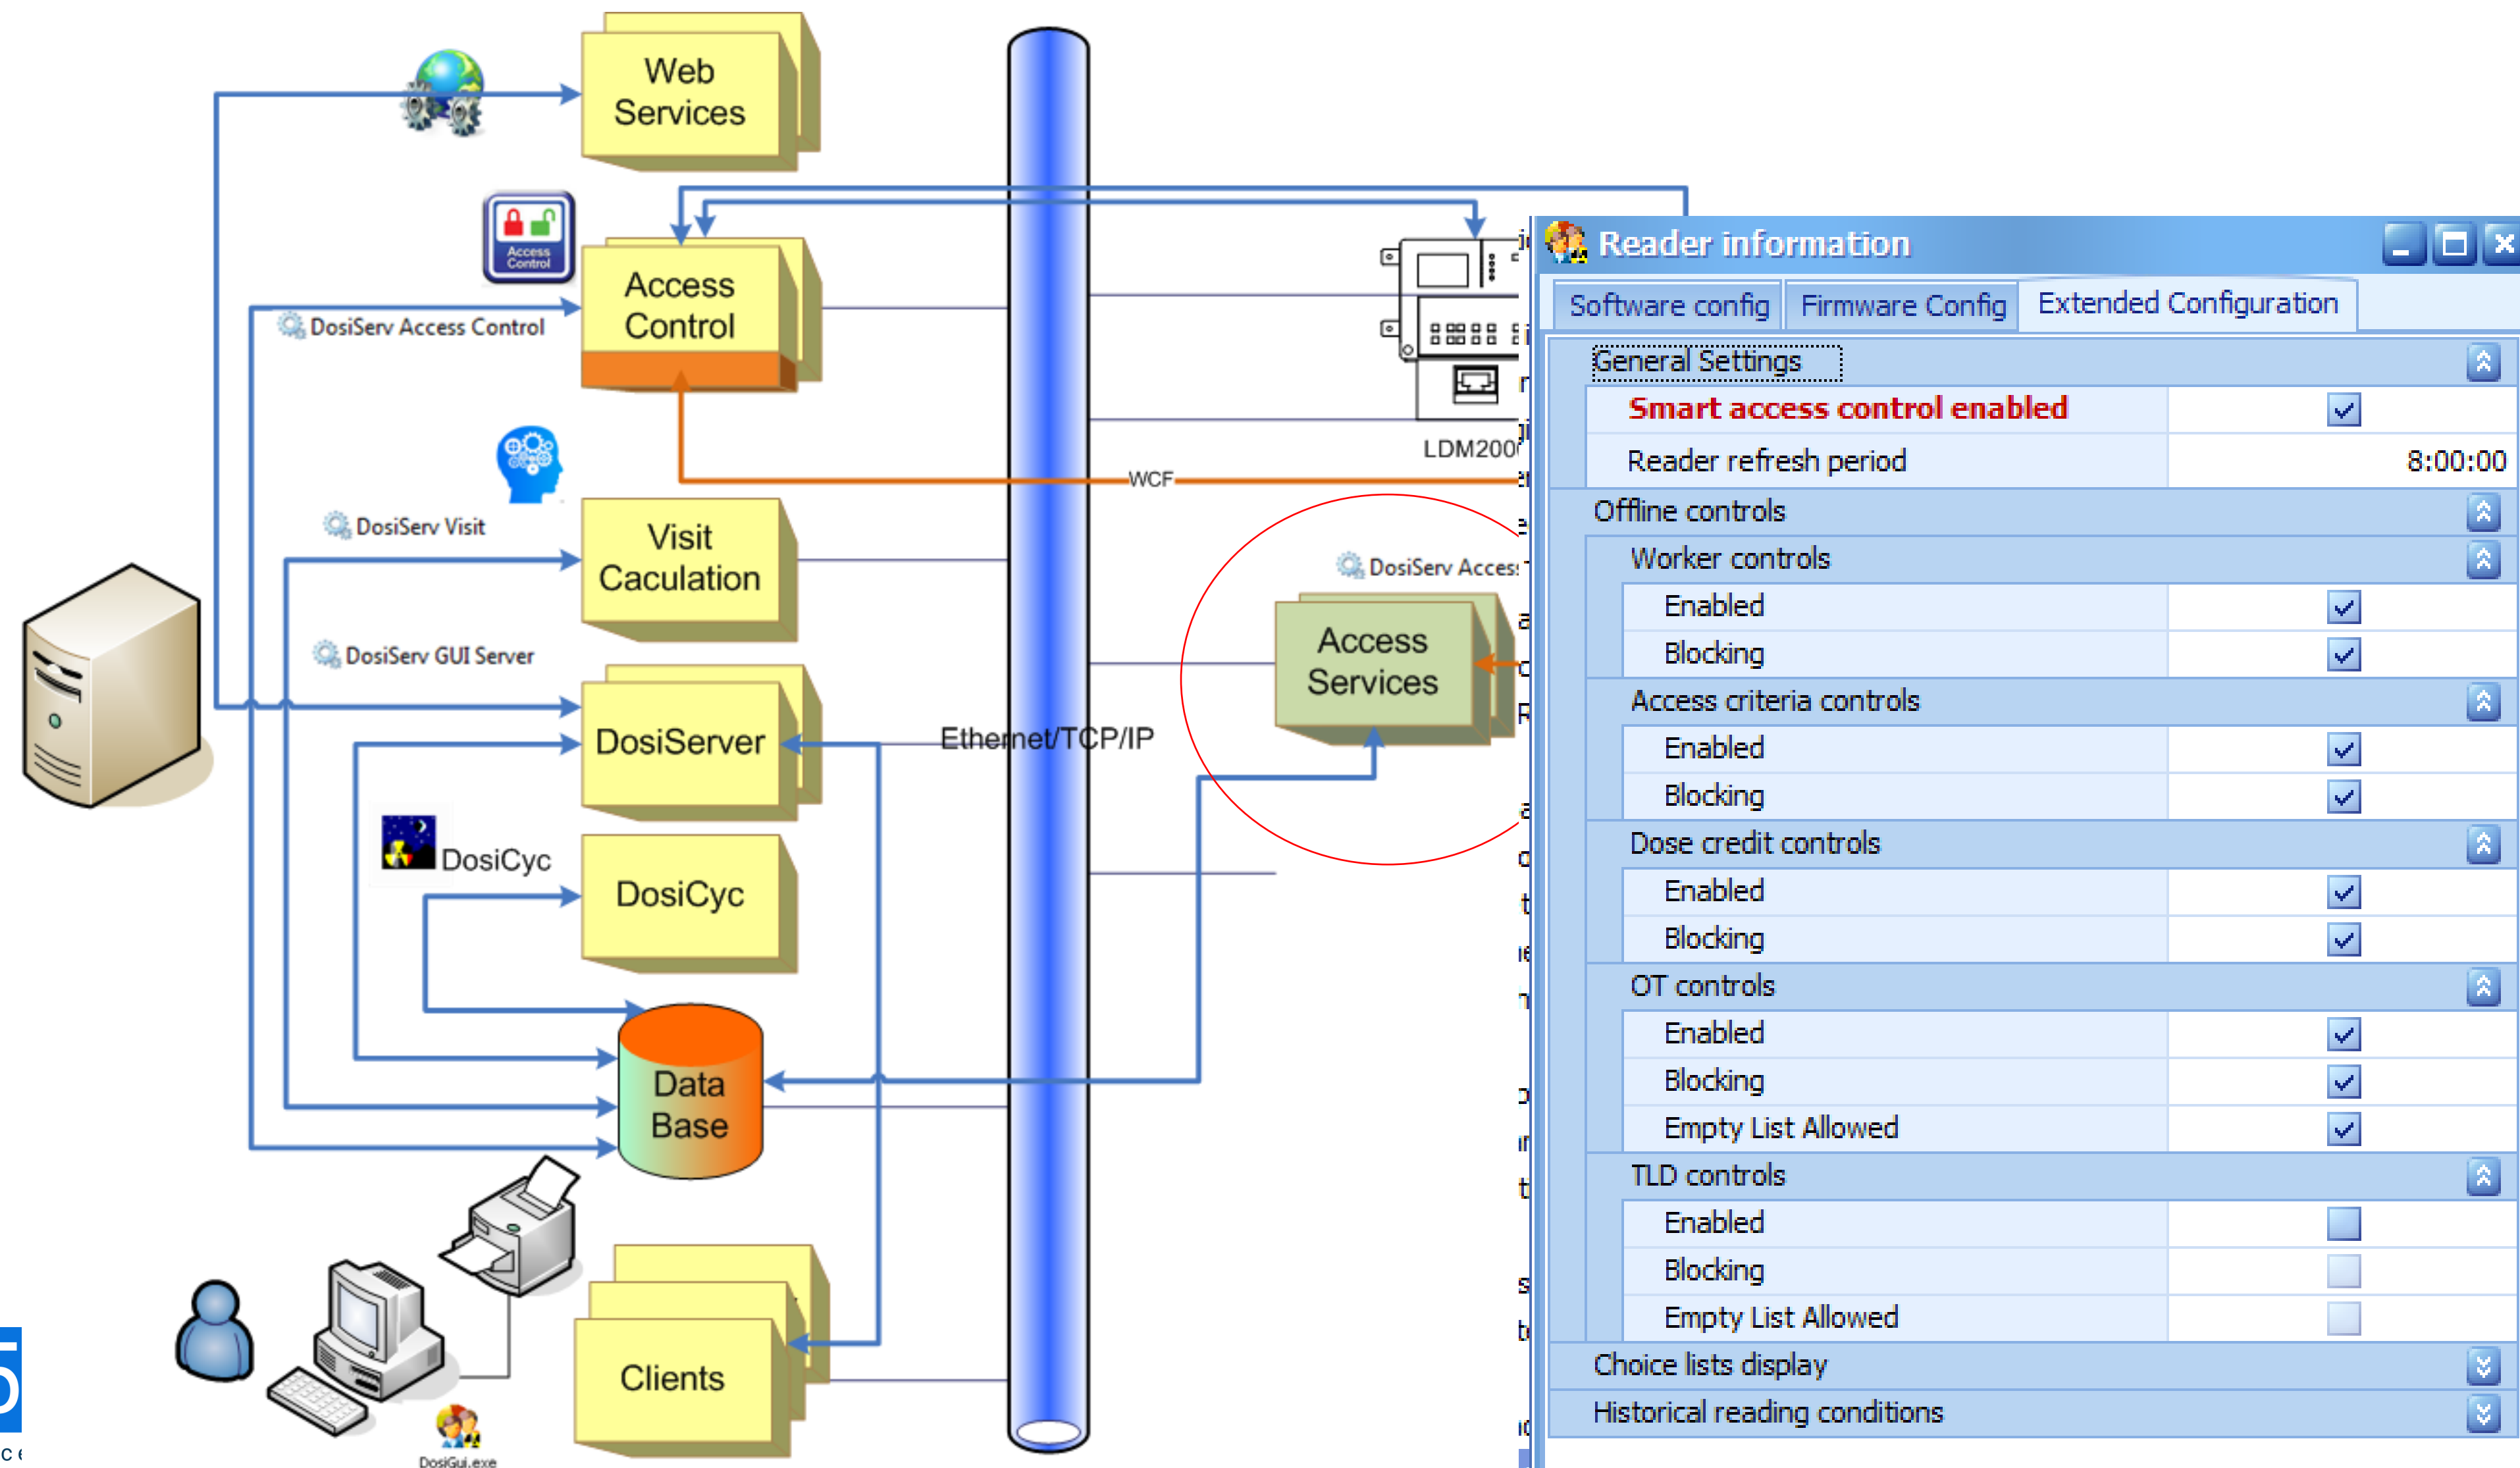 Web
Services
Access
Control
DosiServ Access Control
Access
Control
LDM200
WCF
DosiServ Visit
Visit
Caculation
DosiServ Access
Access
Services
DosiServ GUI Server
DosiServer
Ethernet/TCP/IP
DosiCyc
DosiCyc
Data
Base
Clients
DosiGui.exe
Reader information
Software config
Firmware Config
Extended Configuration
General Settings
Smart access control enabled
Reader refresh period 8:00:00
Offline controls
Worker controls
Enabled
Blocking
Access criteria controls
Enabled
Blocking
Dose credit controls
Enabled
Blocking
OT controls
Enabled
Blocking
Empty List Allowed
TLD controls
Enabled
Blocking
Empty List Allowed
Choice lists display
Historical reading conditions